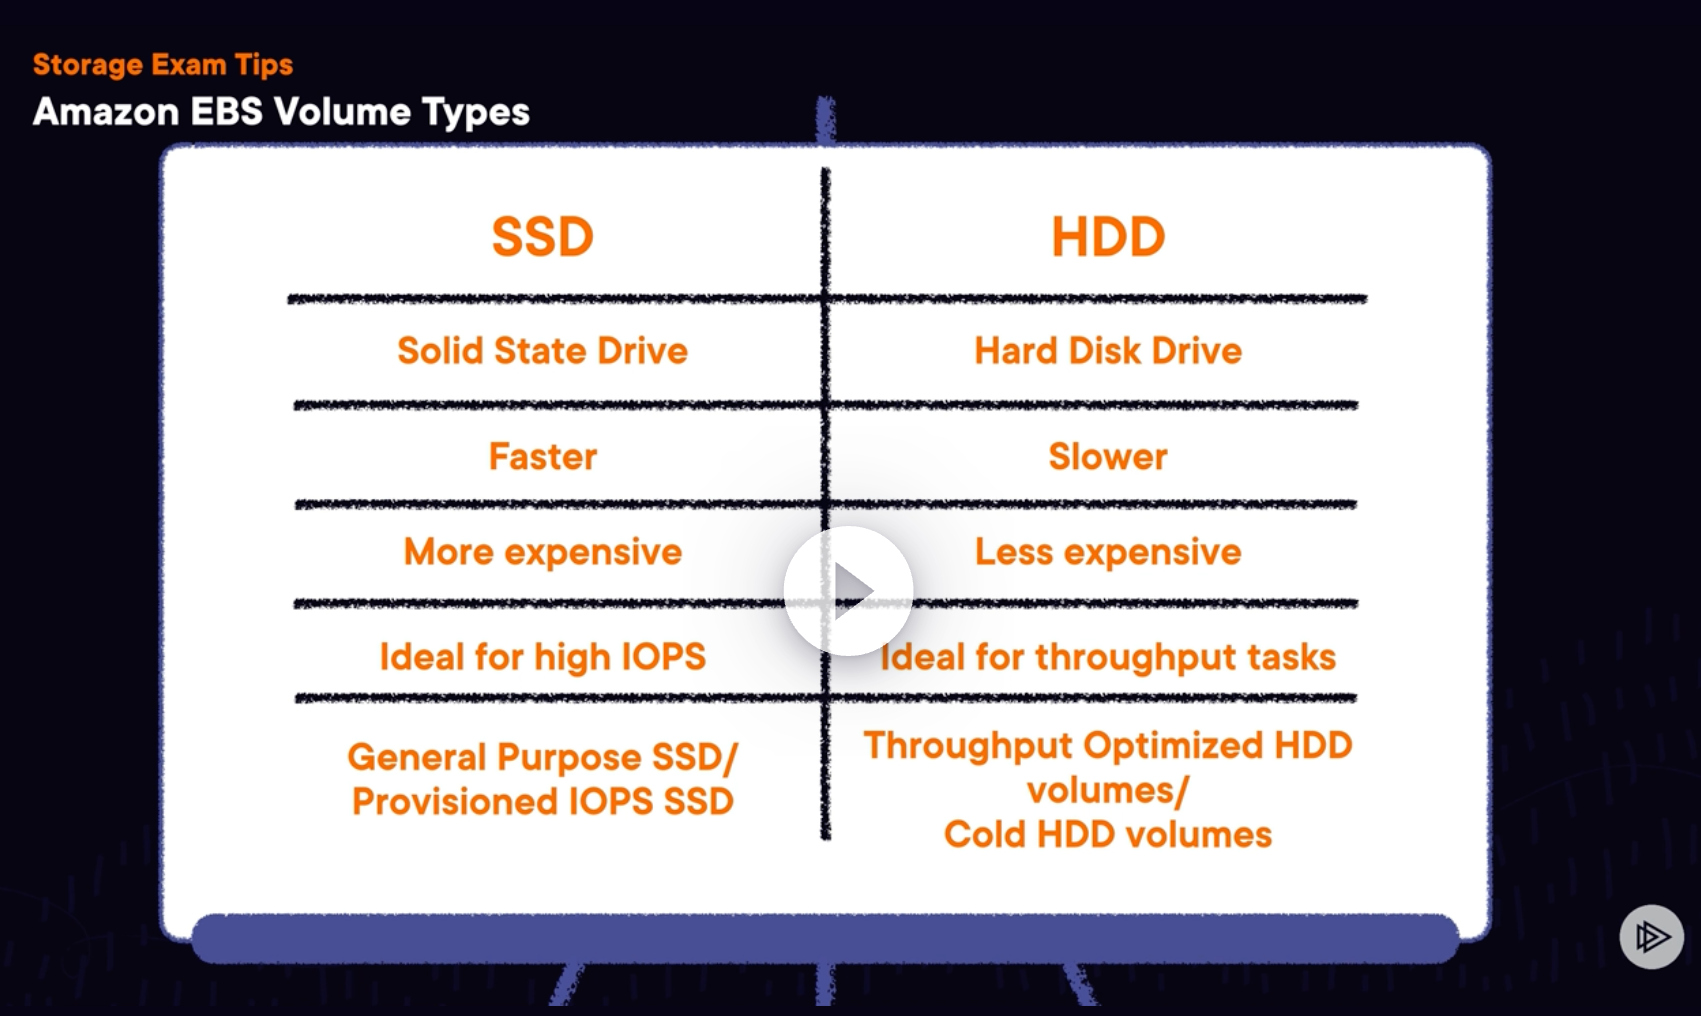 Storage Exam Tips
Amazon EBS Volume Types
SSD
HDD
Solid State Drive
Hard Disk Drive
Faster
Slower
More expensive
Less expensive
Ideal for high IOPS
Ideal for throughput tasks
General Purpose SSD/
Provisioned IOPS SSD
Throughput Optimized HDD
volumes/
Cold HDD volumes